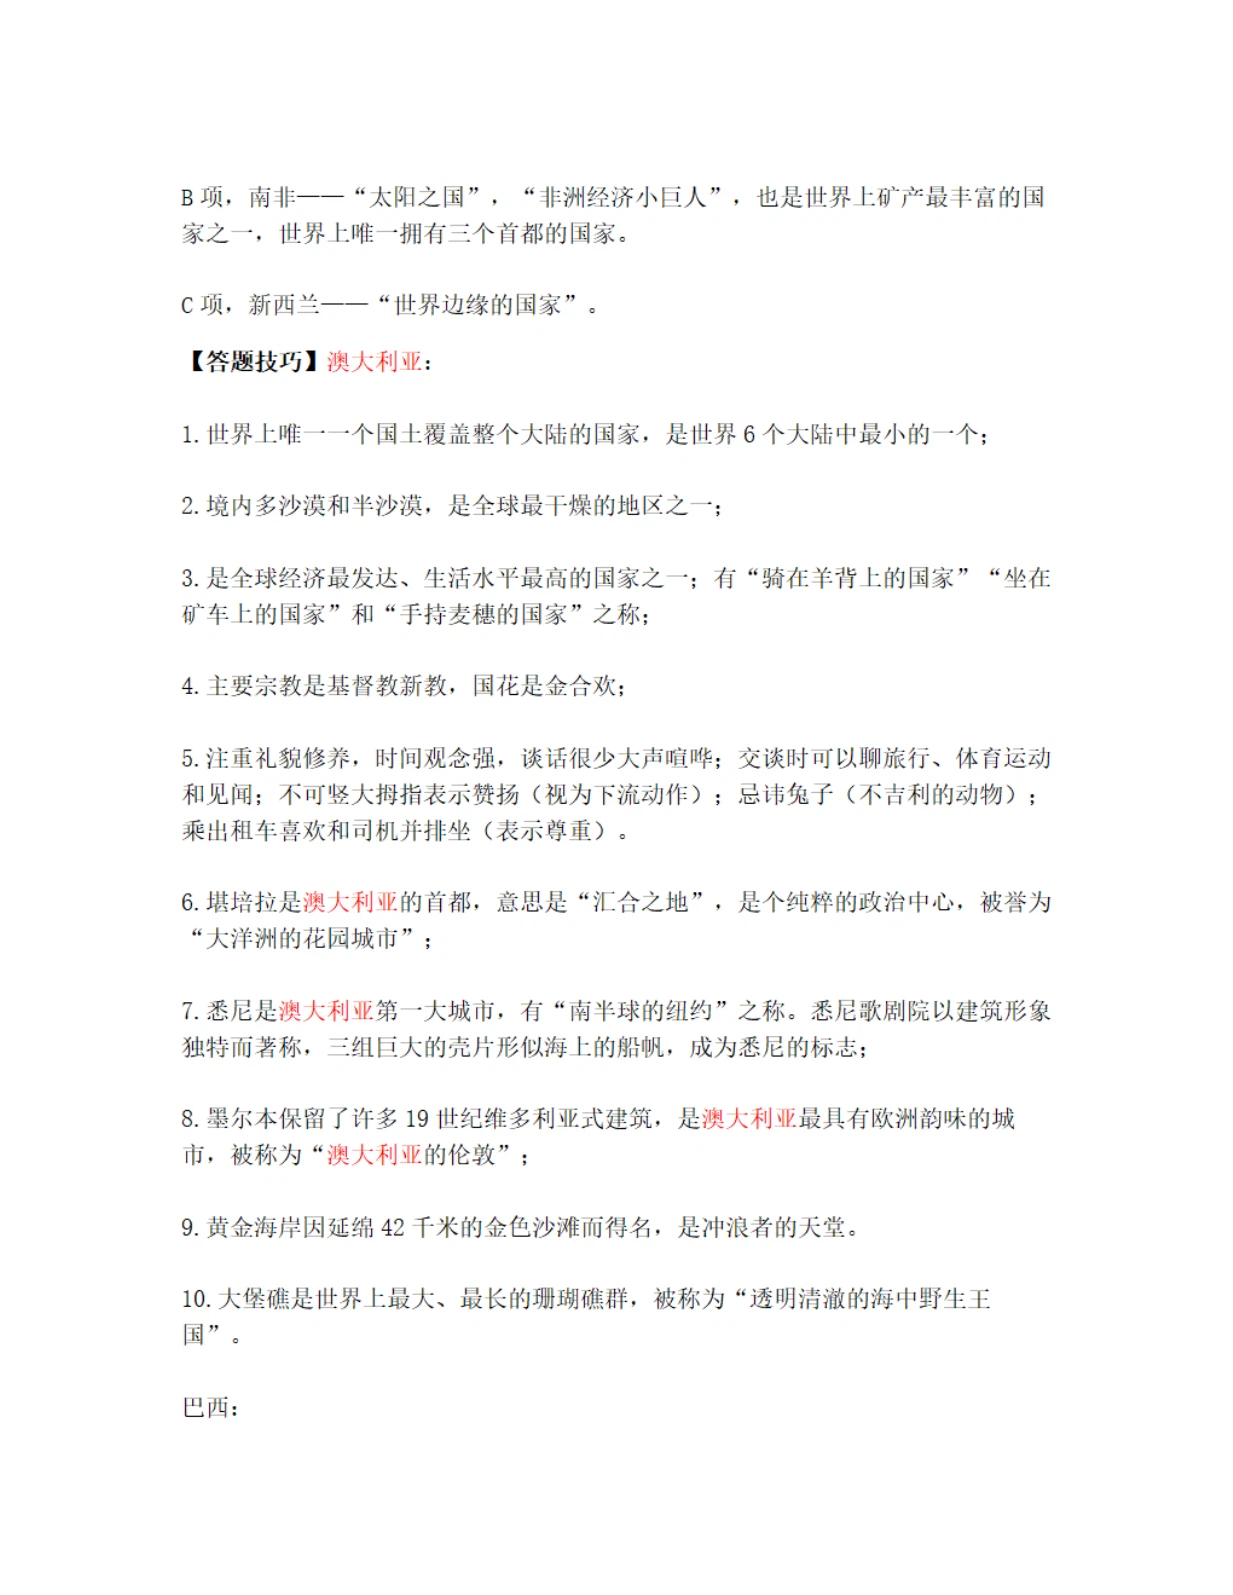 B 项，南非——“太阳之国”，“非洲经济小巨人”，也是世界上矿产最丰富的国
家之一，世界上唯一拥有三个首都的国家。
C 项，新西兰——“世界边缘的国家”。
【答题技巧】澳大利亚：
1. 世界上唯一一个国土覆盖整个大陆的国家，是世界 6 个大陆中最小的一个；
2. 境内多沙漠和半沙漠，是全球最干燥的地区之一；
3. 是全球经济最发达、生活水平最高的国家之一；有“骑在羊背上的国家”“坐在
矿车上的国家”和“手持麦穗的国家”之称；
4. 主要宗教是基督教新教，国花是金合欢；
5. 注重礼貌修养，时间观念强，谈话很少大声喧哗；交谈时可以聊旅行、体育运动
和见闻；不可竖大拇指表示赞扬（视为下流动作）；忌讳兔子（不吉利的动物）；
乘出租车喜欢和司机并排坐（表示尊重）。
6. 堪培拉是澳大利亚的首都，意思是“汇合之地”，是个纯粹的政治中心，被誉为
“大洋洲的花园城市”；
7. 悉尼是澳大利亚第一大城市，有“南半球的纽约”之称。悉尼歌剧院以建筑形象
独特而著称，三组巨大的壳片形似海上的船帆，成为悉尼的标志；
8. 墨尔本保留了许多 19 世纪维多利亚式建筑，是澳大利亚最具有欧洲韵味的城
市，被称为“澳大利亚的伦敦”；
9. 黄金海岸因延绵 42 千米的金色沙滩而得名，是冲浪者的天堂。
10. 大堡礁是世界上最大、最长的珊瑚礁群，被称为“透明清澈的海中野生王
国”。
巴西：